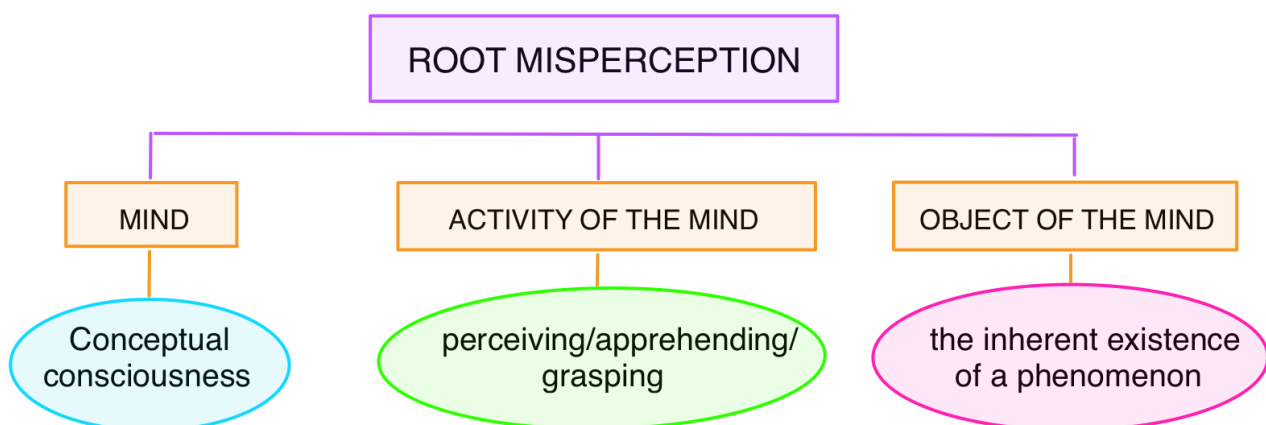 ROOT MISPERCEPTION
MIND
ACTIVITY OF THE MIND
OBJECT OF THE MIND
Conceptual
consciousness
perceiving/apprehending/
grasping
the inherent existence
of a phenomenon